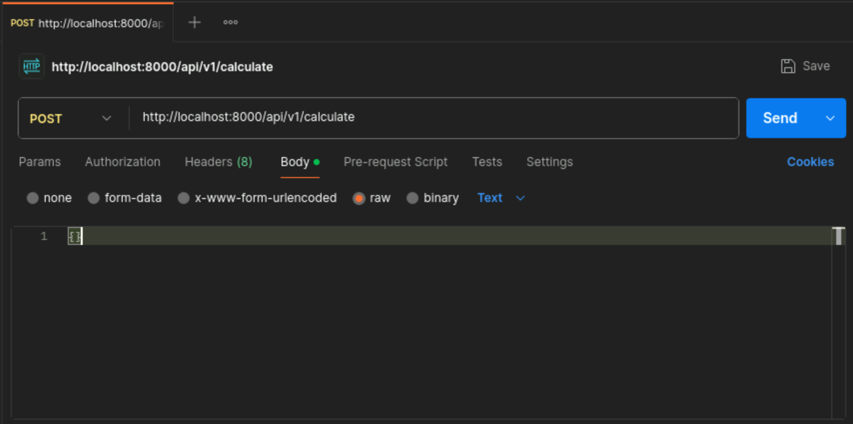 POST http://localhost:8000/ap
HTTP http://localhost:8000/api/v1/calculate Save
POST http://localhost:8000/api/v1/calculate Send
Params Authorization Headers (8) Body Pre-request Script Tests Settings Cookies
none form-data x-www-form-urlencoded raw binary Text
1 {}